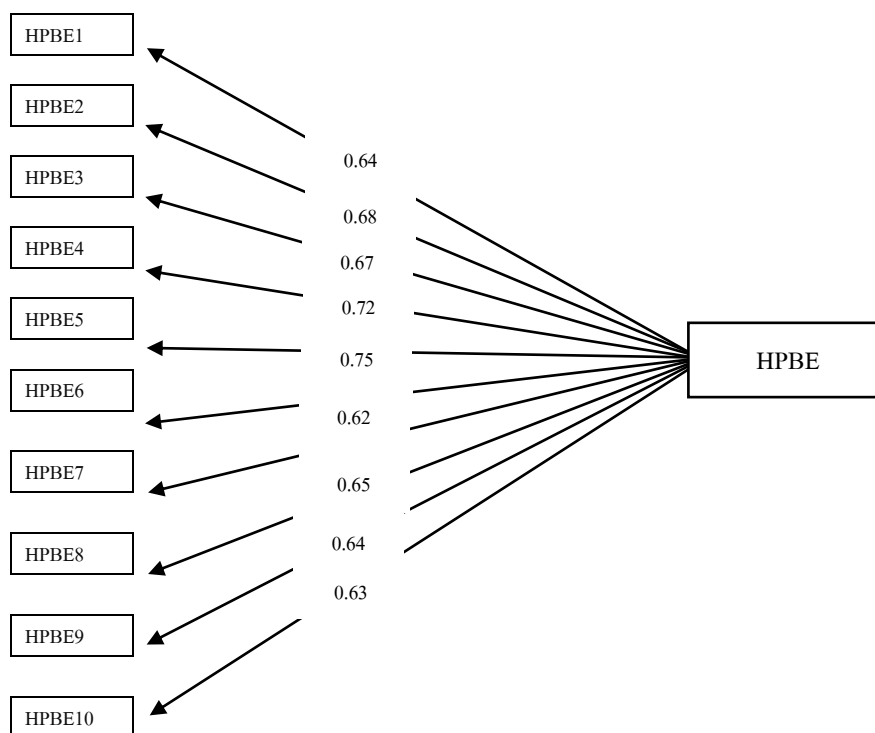 HPBE1
HPBE2
HPBE3
HPBE4
HPBE5
HPBE6
HPBE7
HPBE8
HPBE9
HPBE10
0.64
0.68
0.67
0.72
0.75
0.62
0.65
0.64
0.63
HPBE